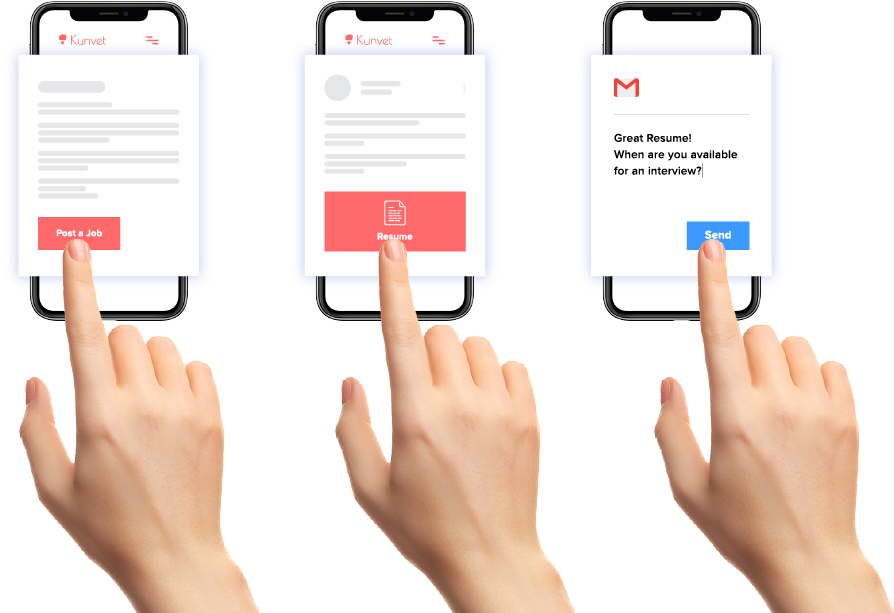 Kunvet
Post a Job
Kunvet
Resume
Great Resume!
When are you available
for an interview?
Send